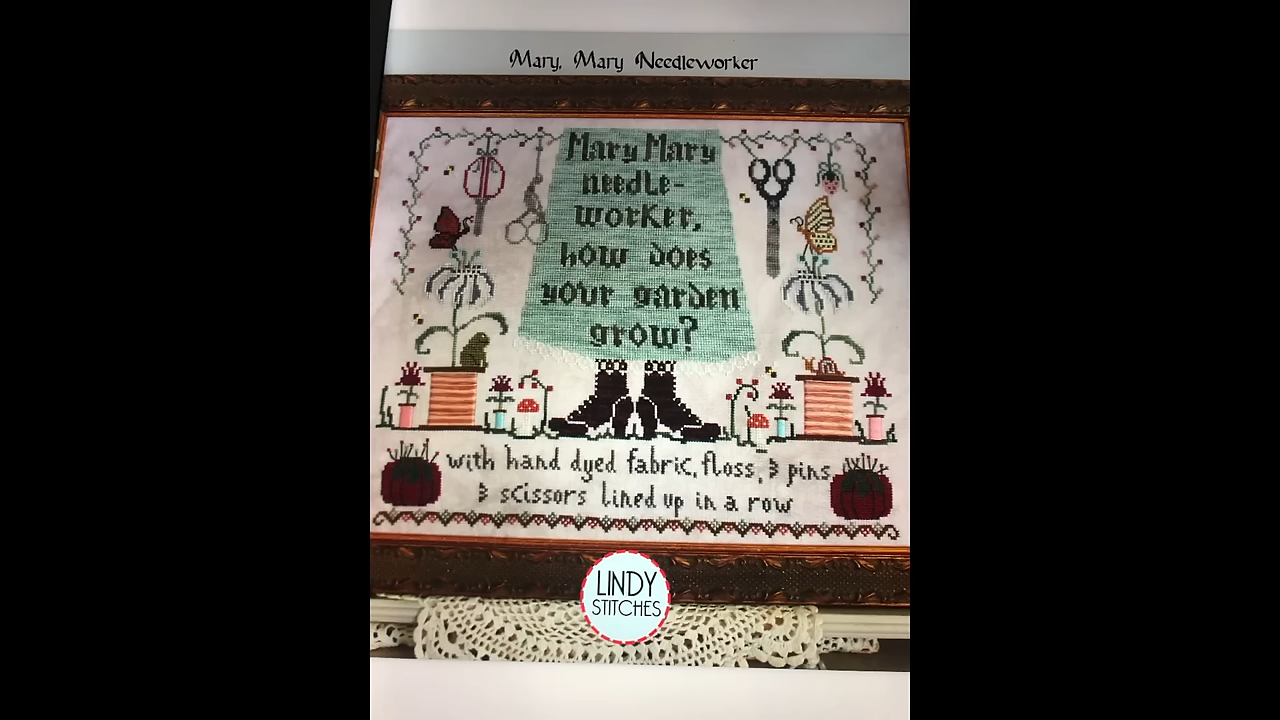 Mary, Mary Needleworker
Mary Mary
needle-
worker,
how does
your garden
grow?
with hand dyed fabric, floss, & pins
& scissors lined up in a row
LINDY
STITCHES